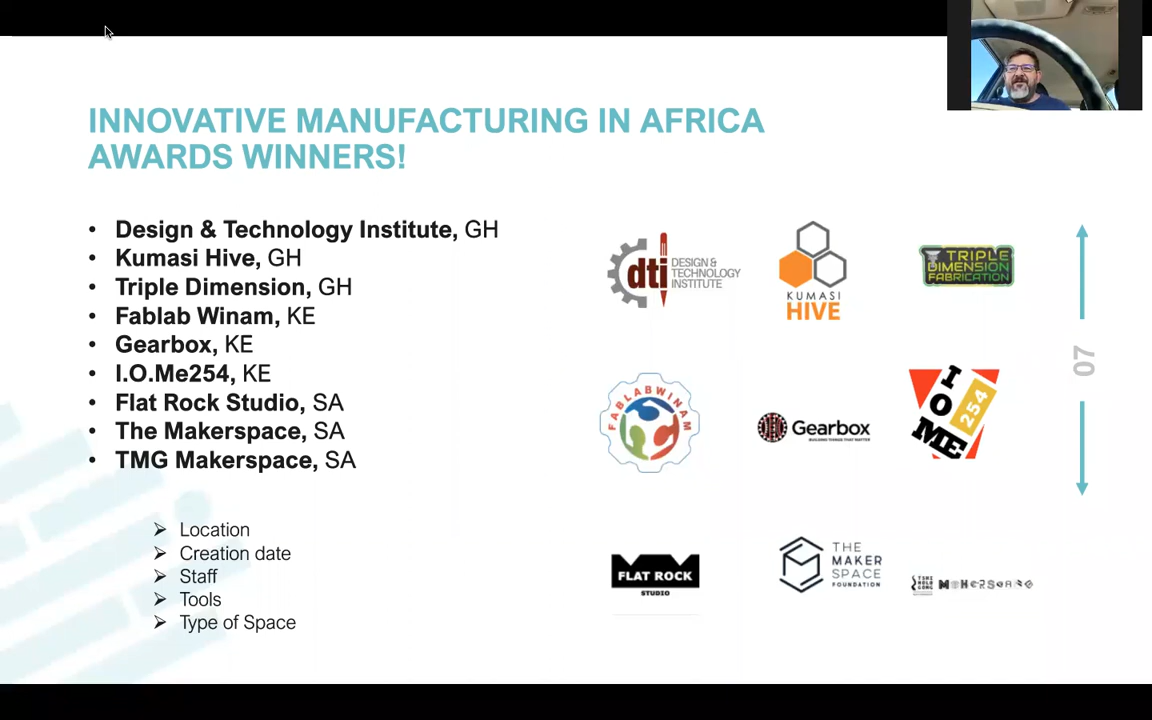 INNOVATIVE MANUFACTURING IN AFRICA
AWARDS WINNERS!
• Design & Technology Institute, GH
• Kumasi Hive, GH
• Triple Dimension, GH
• Fablab Winam, KE
• Gearbox, KE
• I.O.Me254, KE
• Flat Rock Studio, SA
• The Makerspace, SA
• TMG Makerspace, SA
➢ Location
➢ Creation date
➢ Staff
➢ Tools
➢ Type of Space
dti
DESIGN &
TECHNOLOGY
INSTITUTE
KUMASI
HIVE
TRIPLE
DIMENSION
FABRICATION
07
FABLABWINAM
Gearbox
BUILDING THINGS THAT MATTER
I
O
ME
254
FLAT ROCK
STUDIO
THE
MAKER
SPACE
FOUNDATION
MAKERSPACE